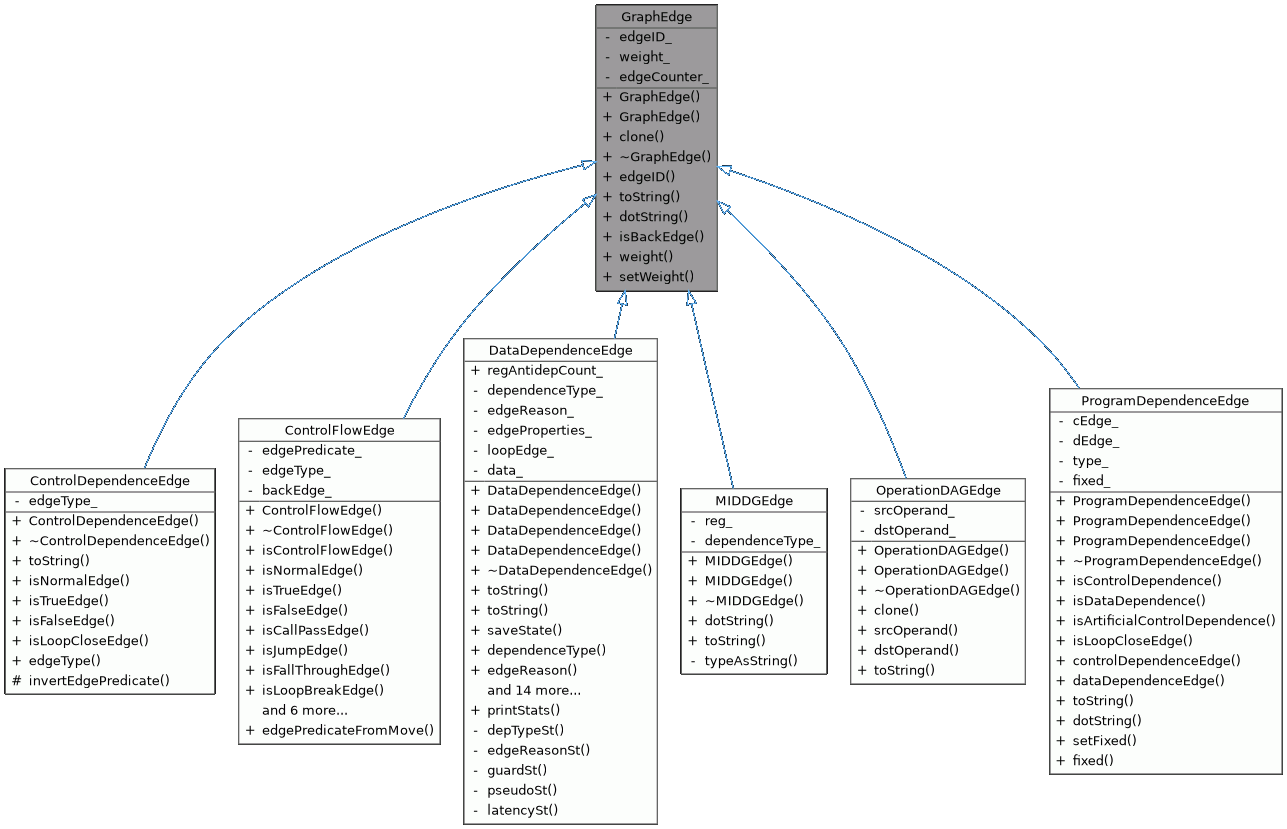 GraphEdge
- edgeID_
- weight_
- edgeCounter_
+ GraphEdge()
+ GraphEdge()
+ clone()
+ ~GraphEdge()
+ edgeID()
+ toString()
+ dotString()
+ isBackEdge()
+ weight()
+ setWeight()
ControlDependenceEdge
- edgeType_
+ ControlDependenceEdge()
+ ~ControlDependenceEdge()
+ toString()
+ isNormalEdge()
+ isTrueEdge()
+ isFalseEdge()
+ isLoopCloseEdge()
+ edgeType()
# invertEdgePredicate()
ControlFlowEdge
- edgePredicate_
- edgeType_
- backEdge_
+ ControlFlowEdge()
+ ~ControlFlowEdge()
+ isControlFlowEdge()
+ isNormalEdge()
+ isTrueEdge()
+ isFalseEdge()
+ isCallPassEdge()
+ isJumpEdge()
+ isFallThroughEdge()
+ isLoopBreakEdge()
and 6 more...
+ edgePredicateFromMove()
DataDependenceEdge
+ regAntidepCount_
- dependenceType_
- edgeReason_
- edgeProperties_
- loopEdge_
- data_
+ DataDependenceEdge()
+ DataDependenceEdge()
+ DataDependenceEdge()
+ DataDependenceEdge()
+ ~DataDependenceEdge()
+ toString()
+ toString()
+ saveState()
+ dependenceType()
+ edgeReason()
and 14 more...
+ printStats()
- depTypeSt()
- edgeReasonSt()
- guardSt()
- pseudoSt()
- latencySt()
MIDDGEdge
- reg_
- dependenceType_
+ MIDDGEdge()
+ MIDDGEdge()
+ ~MIDDGEdge()
+ dotString()
+ toString()
- typeAsString()
OperationDAGEdge
- srcOperand_
- dstOperand_
+ OperationDAGEdge()
+ OperationDAGEdge()
+ ~OperationDAGEdge()
+ clone()
+ srcOperand()
+ dstOperand()
+ toString()
ProgramDependenceEdge
- cEdge_
- dEdge_
- type_
- fixed_
+ ProgramDependenceEdge()
+ ProgramDependenceEdge()
+ ProgramDependenceEdge()
+ ~ProgramDependenceEdge()
+ isControlDependence()
+ isDataDependence()
+ isArtificialControlDependence()
+ isLoopCloseEdge()
+ controlDependenceEdge()
+ dataDependenceEdge()
+ toString()
+ dotString()
+ setFixed()
+ fixed()